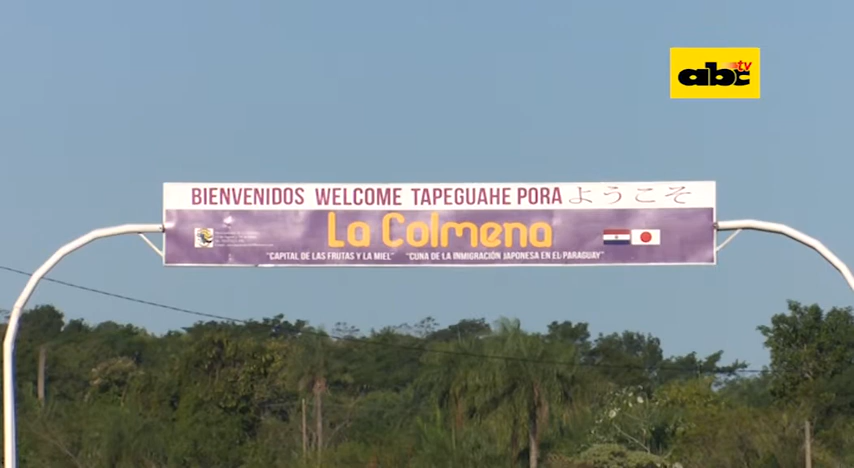 abc tv
BIENVENIDOS WELCOME TAPEGUAHE PORA ようこそ
La Colmena
"CAPITAL DE LAS FRUTAS Y LA MIEL" "CUNA DE LA INMIGRACIÓN JAPONESA EN EL PARAGUAY"